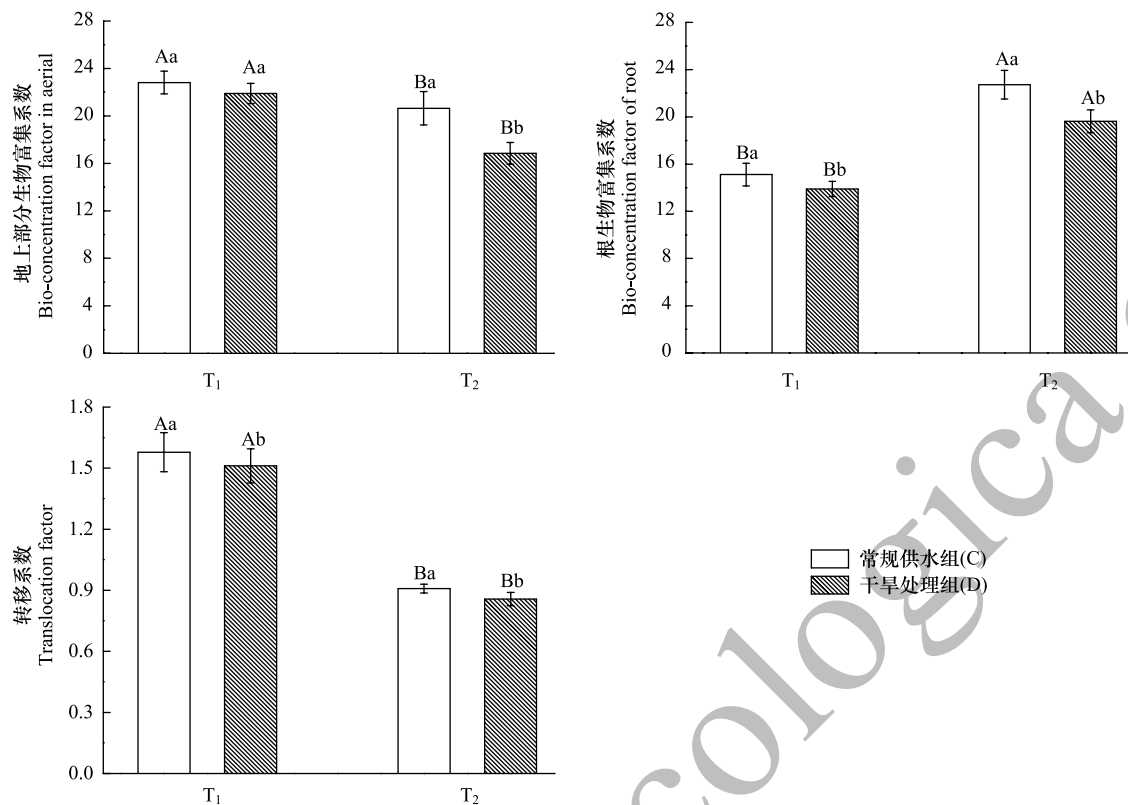 地上部分生物富集系数
Bio-concentration factor in aerial
28
24
20
16
12
8
4
0
Aa
Aa
Ba
Bb
T₁
T₂
根生物富集系数
Bio-concentration factor of root
28
24
20
16
12
8
4
0
Ba
Bb
Aa
Ab
T₁
T₂
转移系数
Translocation factor
1.8
1.5
1.2
0.9
0.6
0.3
0.0
Aa
Ab
Ba
Bb
T₁
T₂
常规供水组(C)
干旱处理组(D)
cologica